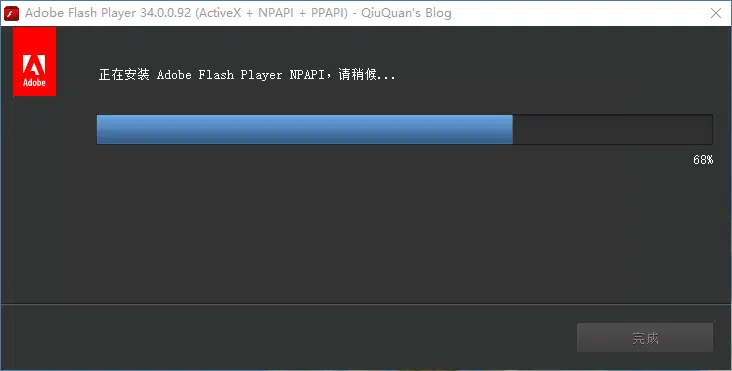 Adobe Flash Player 34.0.0.92 (ActiveX + NPAPI + PPAPI) - QiuQuan's Blog
Adobe
正在安装 Adobe Flash Player NPAPI，请稍候...
68%
完成